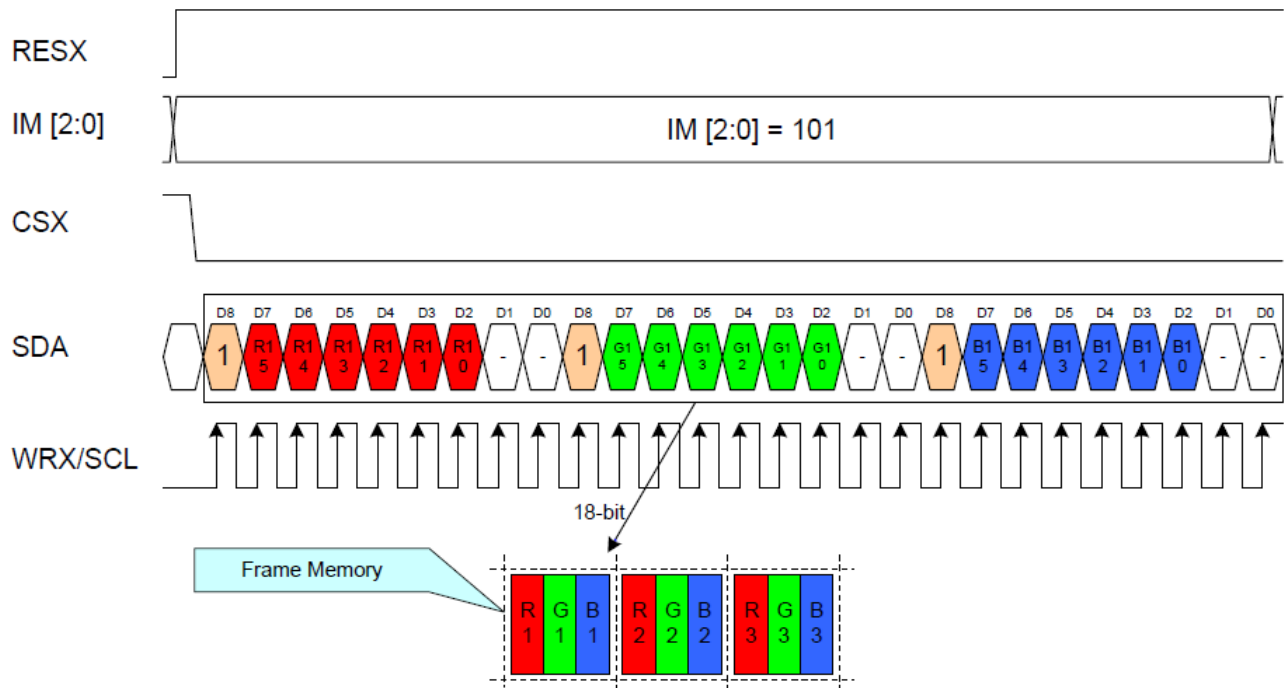 RESX
IM [2:0]
IM [2:0] = 101
CSX
D8 D7 D6 D5 D4 D3 D2 D1 D0 D8 D7 D6 D5 D4 D3 D2 D1 D0 D8 D7 D6 D5 D4 D3 D2 D1 D0
SDA
1 R1 R1 R1 R1 R1 R1 - - 1 G1 G1 G1 G1 G1 G1 - - 1 B1 B1 B1 B1 B1 B1 - -
5 4 3 2 1 0 5 4 3 2 1 0 5 4 3 2 1 0
WRX/SCL
18-bit
Frame Memory
R G B R G B R G B
1 1 1 2 2 2 3 3 3